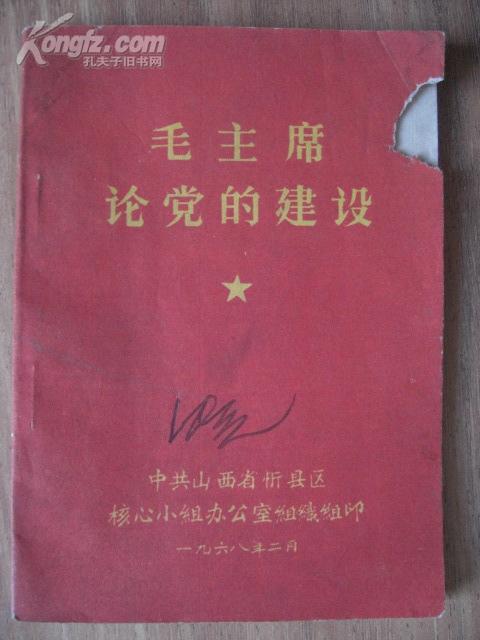 Kongfz.com
孔夫子旧书网
毛主席
论党的建设
中共山西省忻县区
核心小组办公室組織組印
一九六八年二月